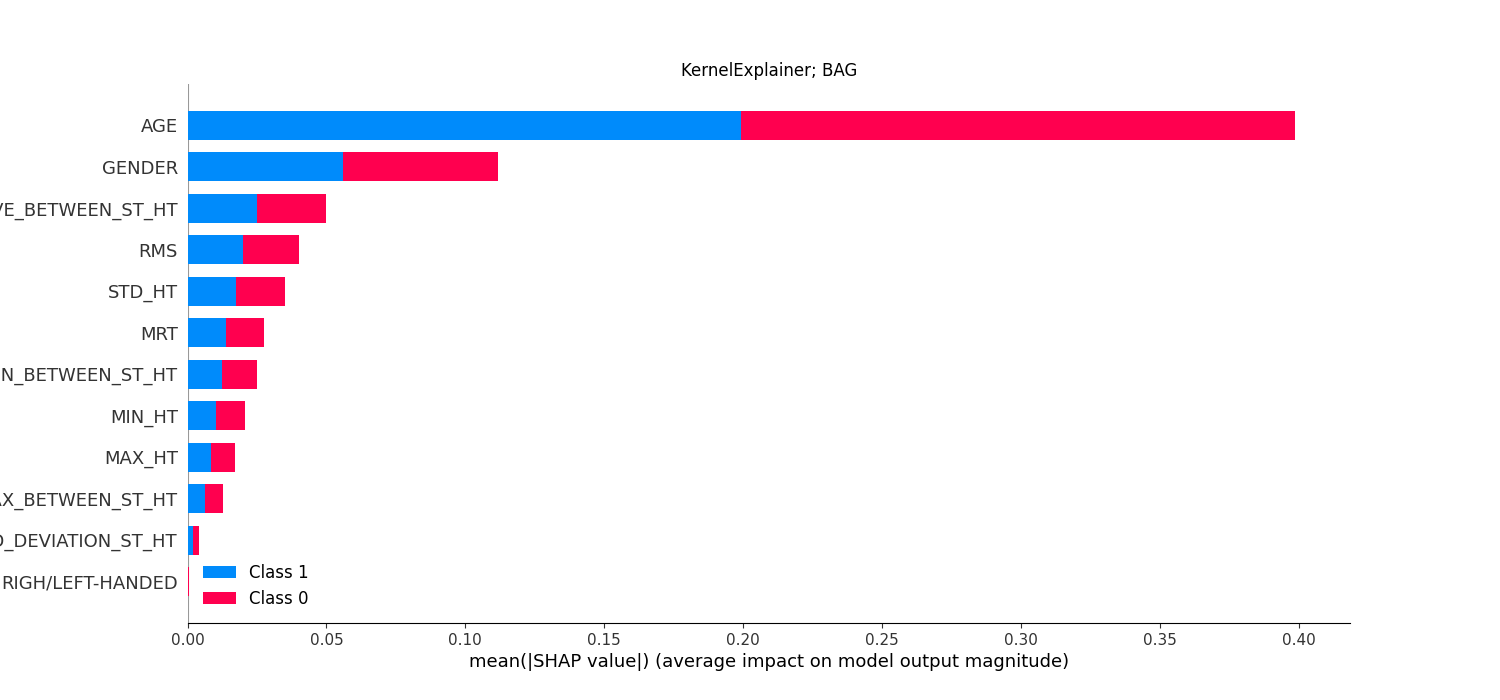 KernelExplainer; BAG
AGE
GENDER
VE_BETWEEN_ST_HT
RMS
STD_HT
MRT
N_BETWEEN_ST_HT
MIN_HT
MAX_HT
AX_BETWEEN_ST_HT
D_DEVIATION_ST_HT
RIGH/LEFT-HANDED
Class 1
Class 0
0.00 0.05 0.10 0.15 0.20 0.25 0.30 0.35 0.40
mean(|SHAP value|) (average impact on model output magnitude)